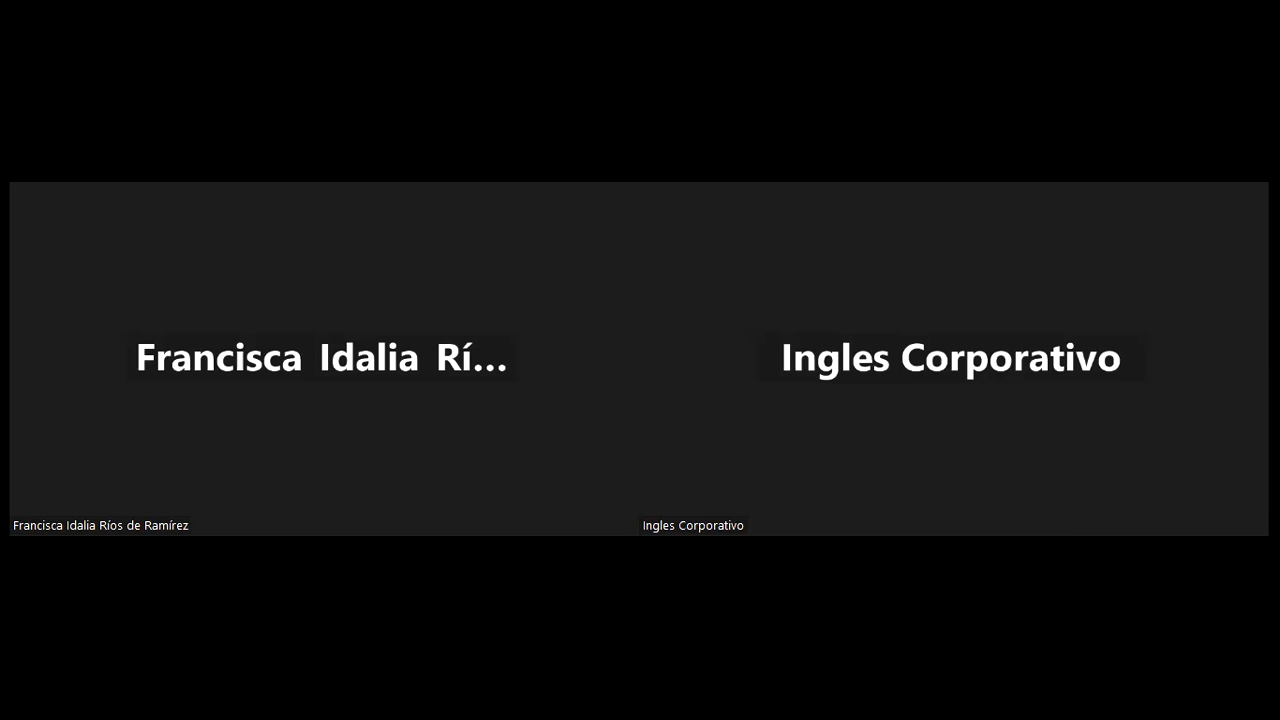 Francisca Idalia Rí...
Ingles Corporativo
Francisca Idalia Ríos de Ramírez
Ingles Corporativo